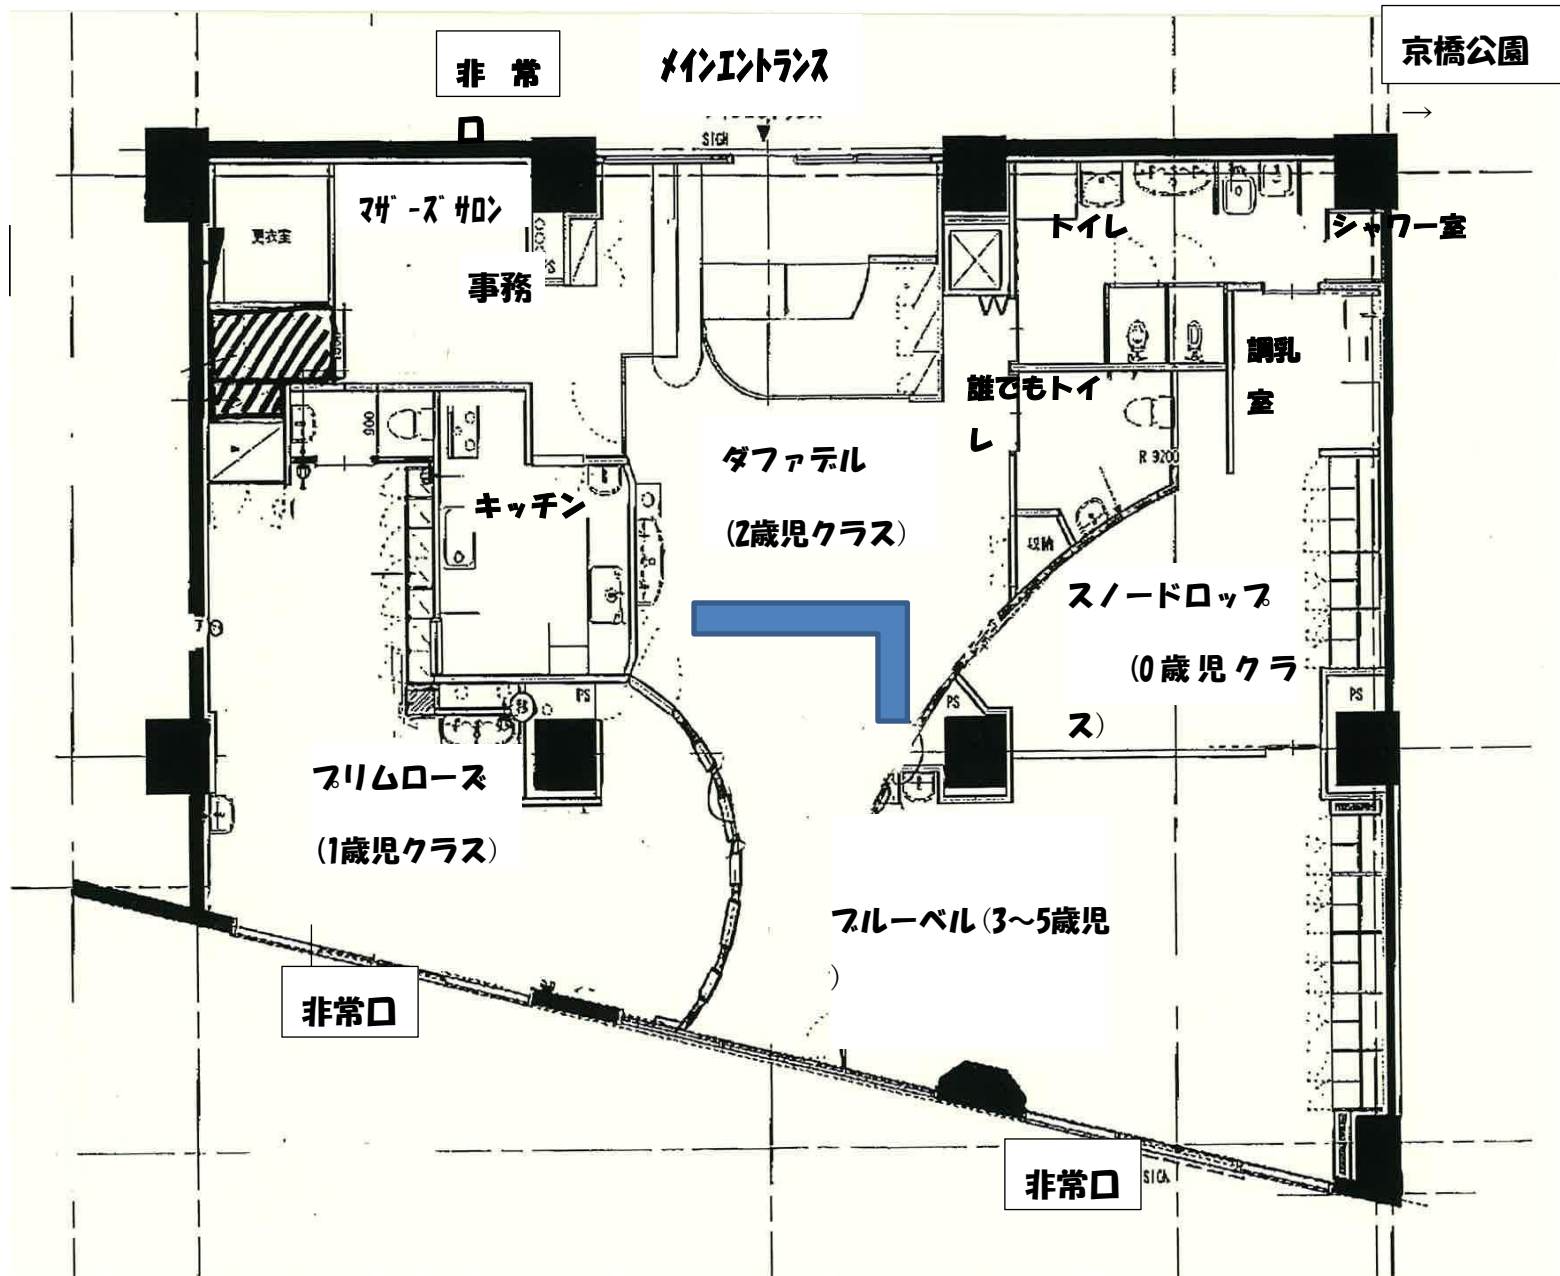 京橋公園
→
非 常
口
メインエントランス
SIGN
マザーズサロン
更衣室
事務
PS
トイレ
シャワー室
調乳
室
誰でもトイ
レ
R 9200
900
キッチン
ダファデル
(2歳児クラス)
収納
スノードロップ
(0歳児クラ
ス)
PS
PS
PS
プリムローズ
(1歳児クラス)
ブルーベル(3～5歳児
)
非常口
非常口
SIGN